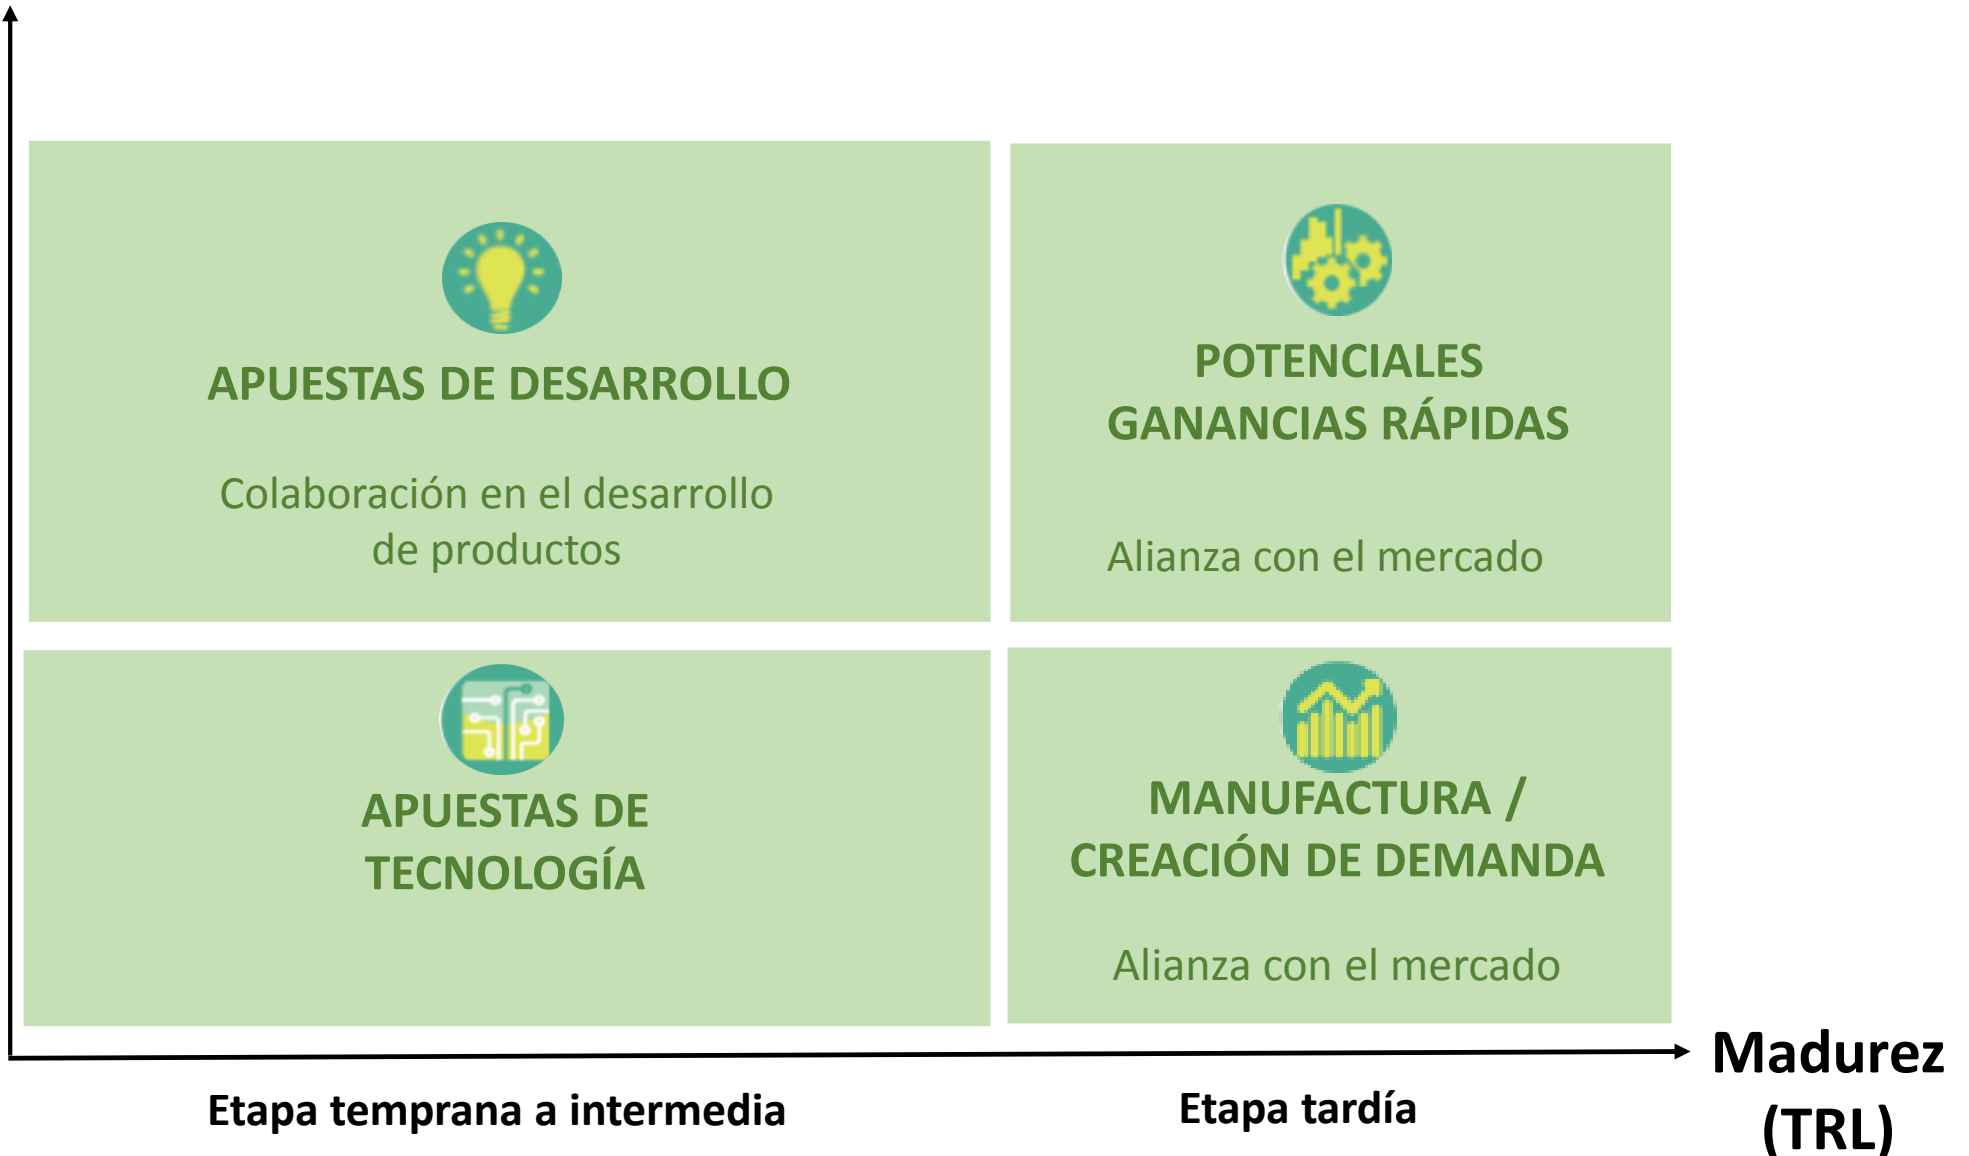 APUESTAS DE DESARROLLO
Colaboración en el desarrollo
de productos
POTENCIALES
GANANCIAS RÁPIDAS
Alianza con el mercado
APUESTAS DE
TECNOLOGÍA
MANUFACTURA /
CREACIÓN DE DEMANDA
Alianza con el mercado
Etapa temprana a intermedia
Etapa tardía
Madurez
(TRL)